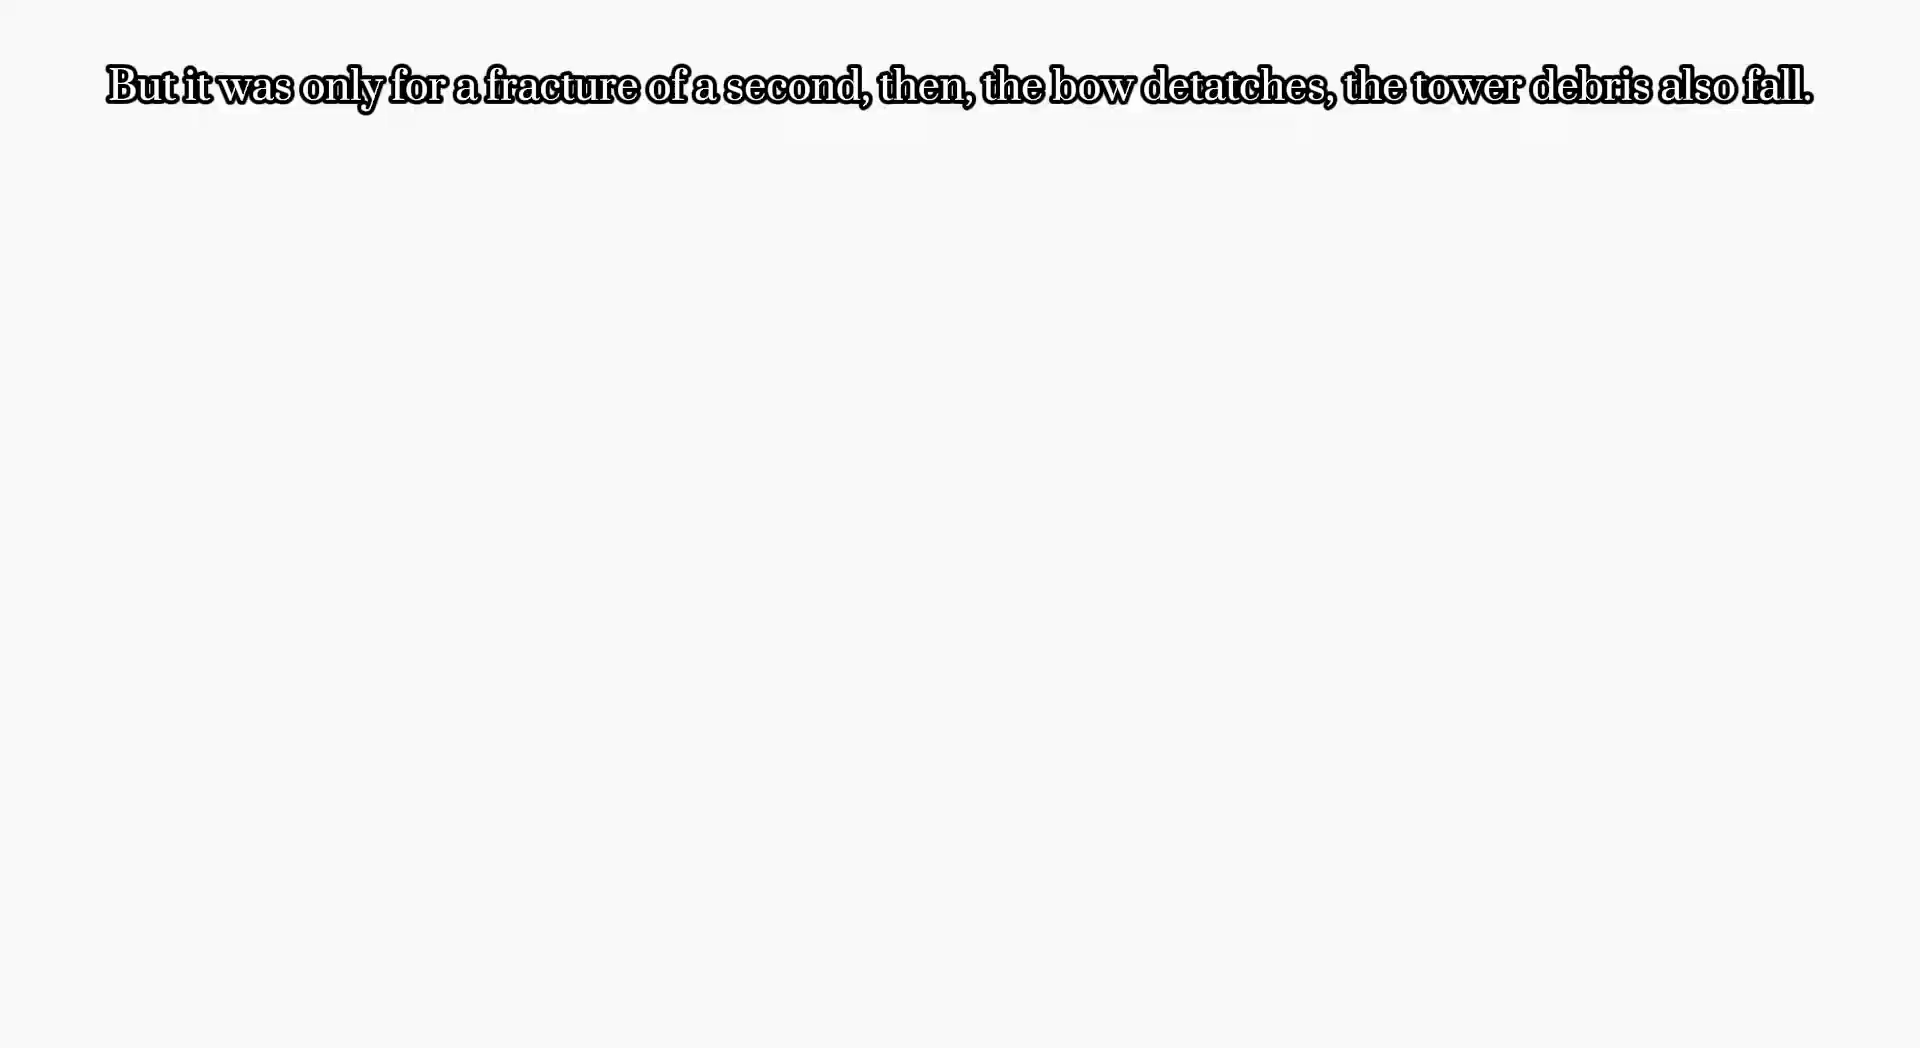 But it was only for a fracture of a second, then, the bow detatches, the tower debris also fall.